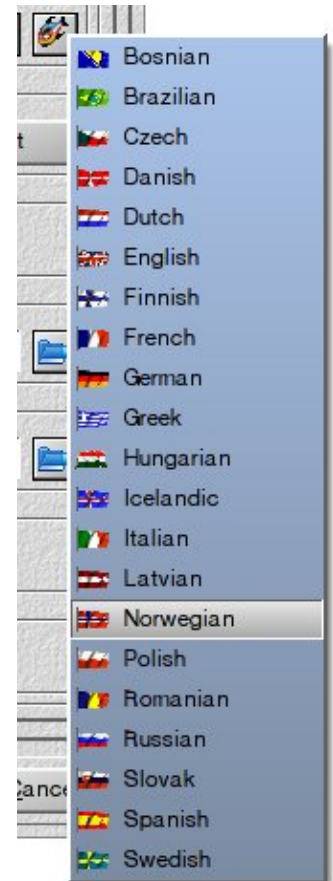 Bosnian
Brazilian
Czech
t
Danish
Dutch
English
Finnish
French
German
Greek
Hungarian
Icelandic
Italian
Latvian
Norwegian
Polish
Romanian
Russian
Slovak
Cance
Spanish
Swedish